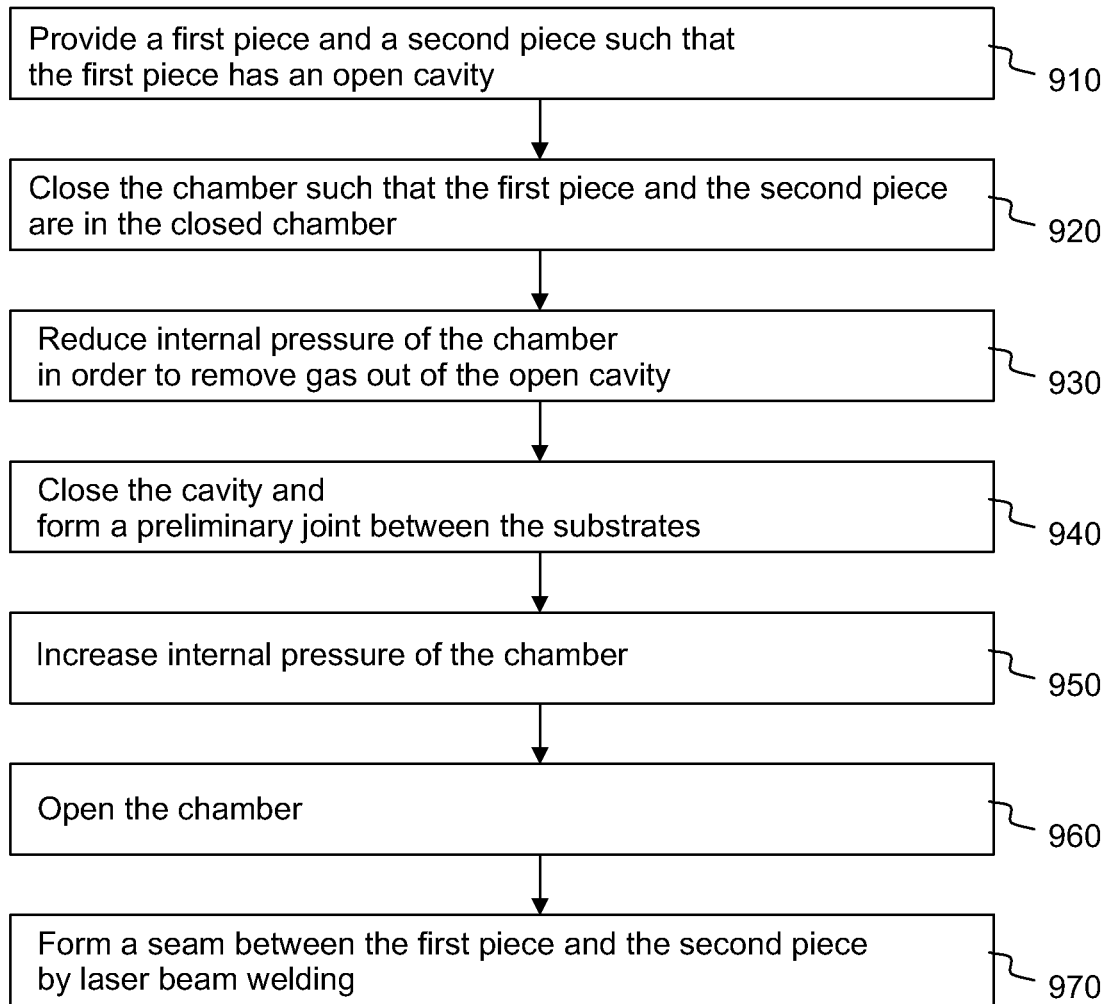 Provide a first piece and a second piece such that
the first piece has an open cavity
910
Close the chamber such that the first piece and the second piece
are in the closed chamber
920
Reduce internal pressure of the chamber
in order to remove gas out of the open cavity
930
Close the cavity and
form a preliminary joint between the substrates
940
Increase internal pressure of the chamber
950
Open the chamber
960
Form a seam between the first piece and the second piece
by laser beam welding
970